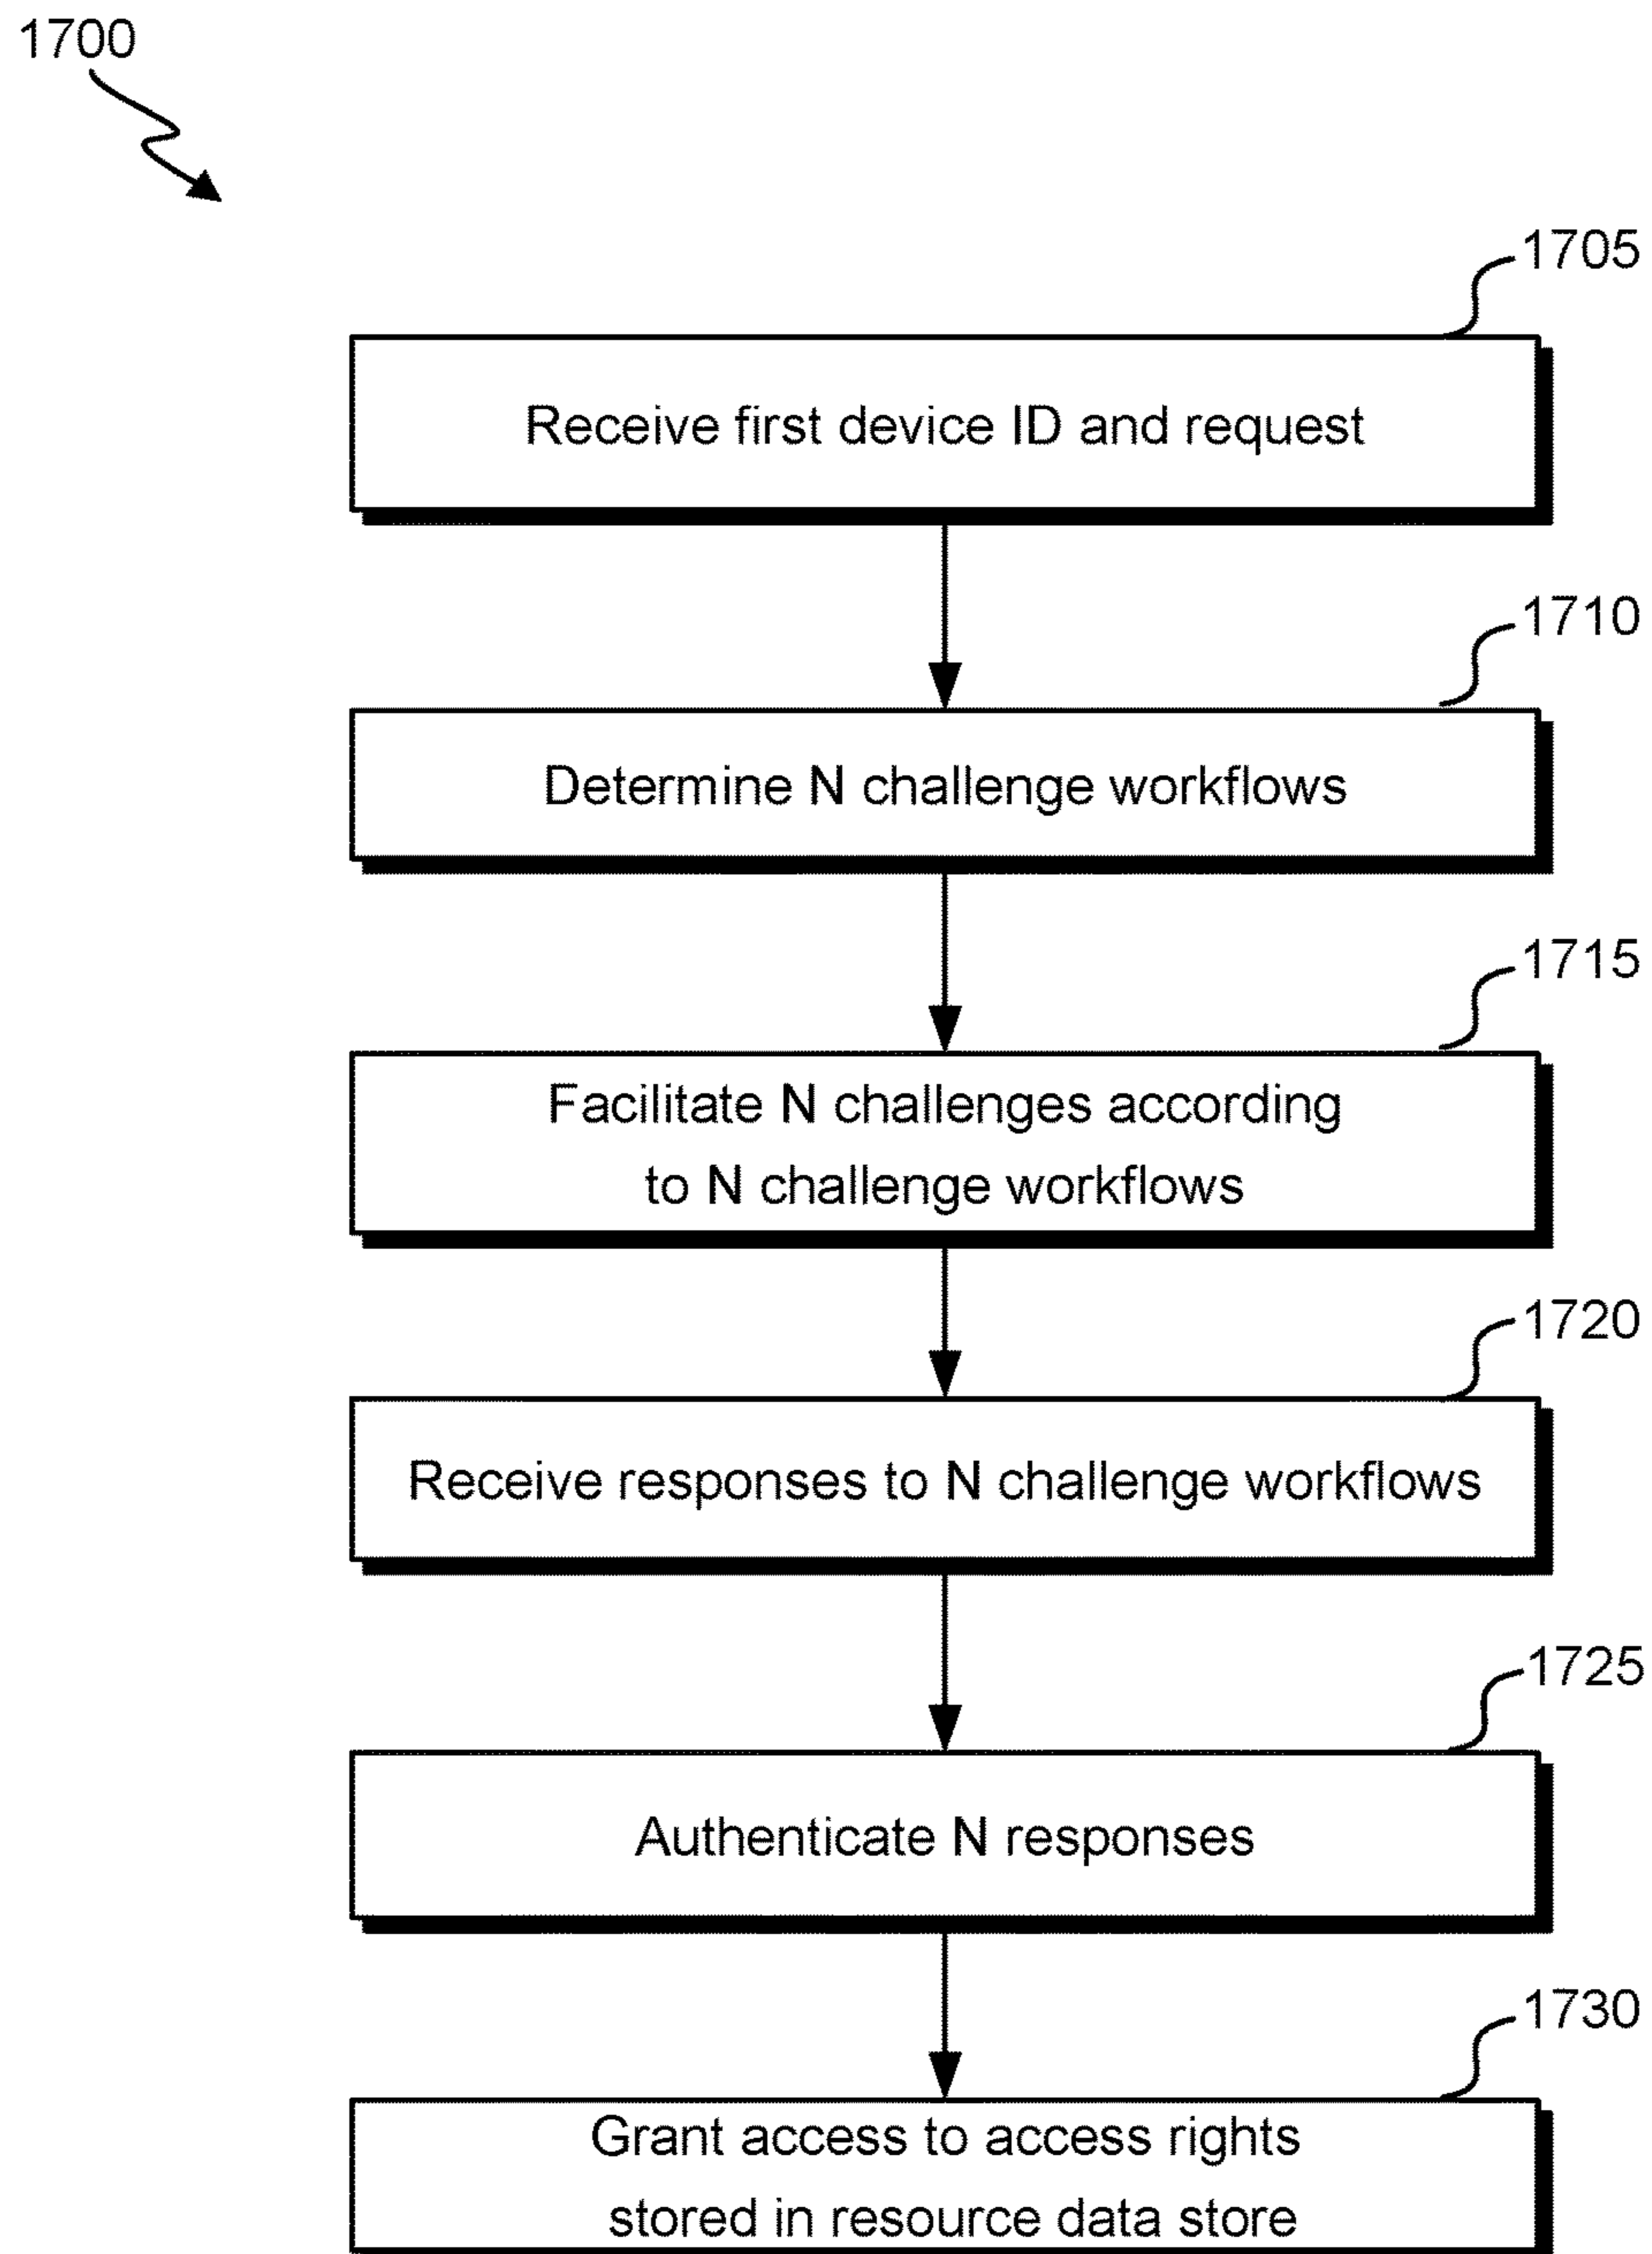 1700
1705
Receive first device ID and request
1710
Determine N challenge workflows
1715
Facilitate N challenges according
to N challenge workflows
1720
Receive responses to N challenge workflows
1725
Authenticate N responses
1730
Grant access to access rights
stored in resource data store